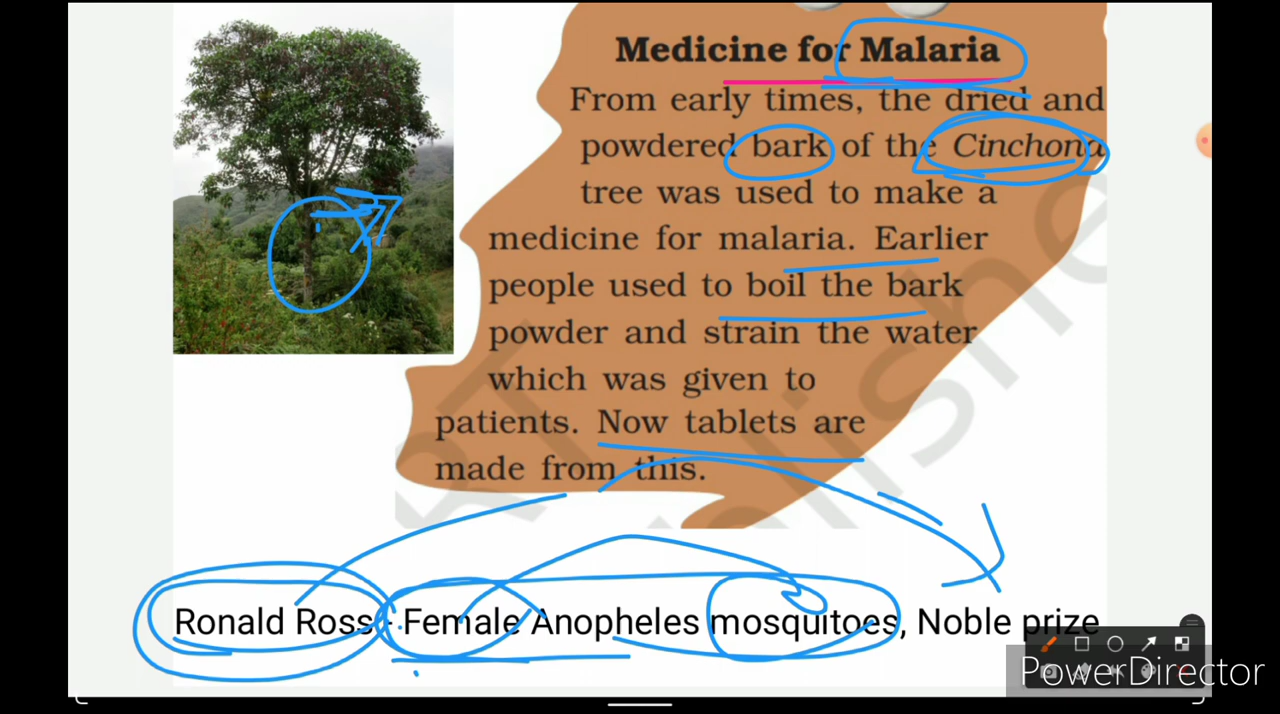 Medicine for Malaria
From early times, the dried and
powdered bark of the Cinchona
tree was used to make a
medicine for malaria. Earlier
people used to boil the bark
powder and strain the water
which was given to
patients. Now tablets are
made from this.
Ronald Ross - Female Anopheles mosquitoes, Noble prize
PowerDirector